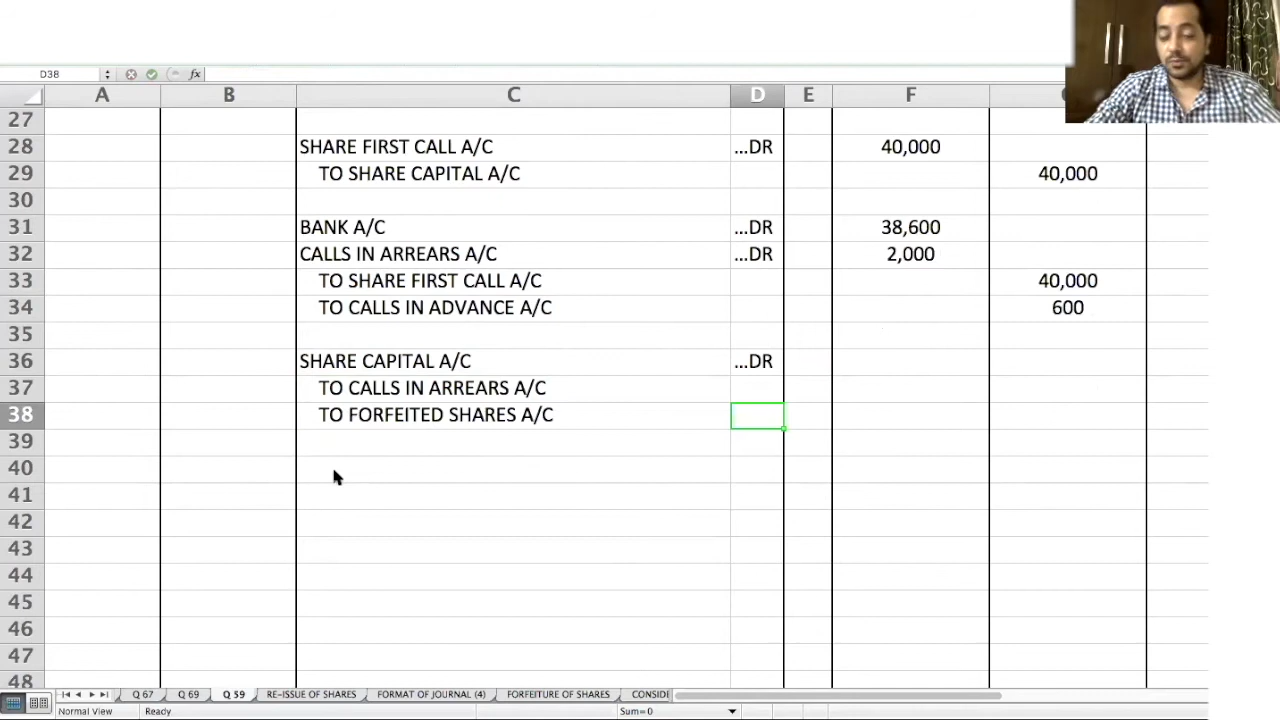 D38 fx
A B C D E F
27
28 SHARE FIRST CALL A/C ...DR 40,000
29 TO SHARE CAPITAL A/C 40,000
30
31 BANK A/C ...DR 38,600
32 CALLS IN ARREARS A/C ...DR 2,000
33 TO SHARE FIRST CALL A/C 40,000
34 TO CALLS IN ADVANCE A/C 600
35
36 SHARE CAPITAL A/C ...DR
37 TO CALLS IN ARREARS A/C
38 TO FORFEITED SHARES A/C
39
40
41
42
43
44
45
46
47
48
Q 67 Q 69 Q 59 RE-ISSUE OF SHARES FORMAT OF JOURNAL (4) FORFEITURE OF SHARES CONSIDI
Normal View Ready Sum=0